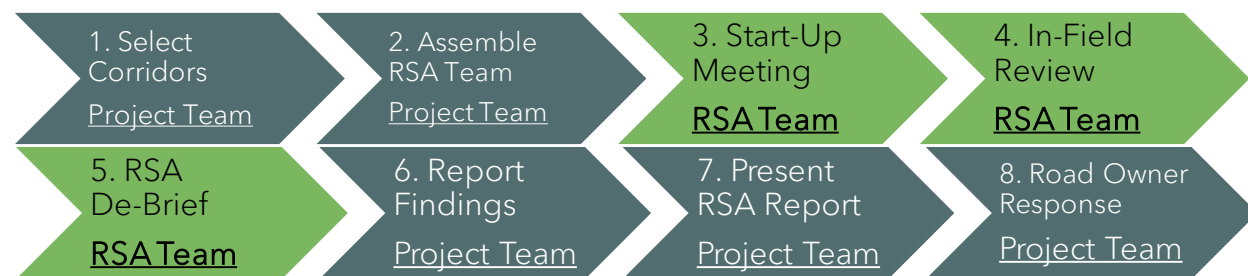 1. Select
Corridors
Project Team
2. Assemble
RSA Team
Project Team
3. Start-Up
Meeting
RSA Team
4. In-Field
Review
RSA Team
5. RSA
De-Brief
RSA Team
6. Report
Findings
Project Team
7. Present
RSA Report
Project Team
8. Road Owner
Response
Project Team